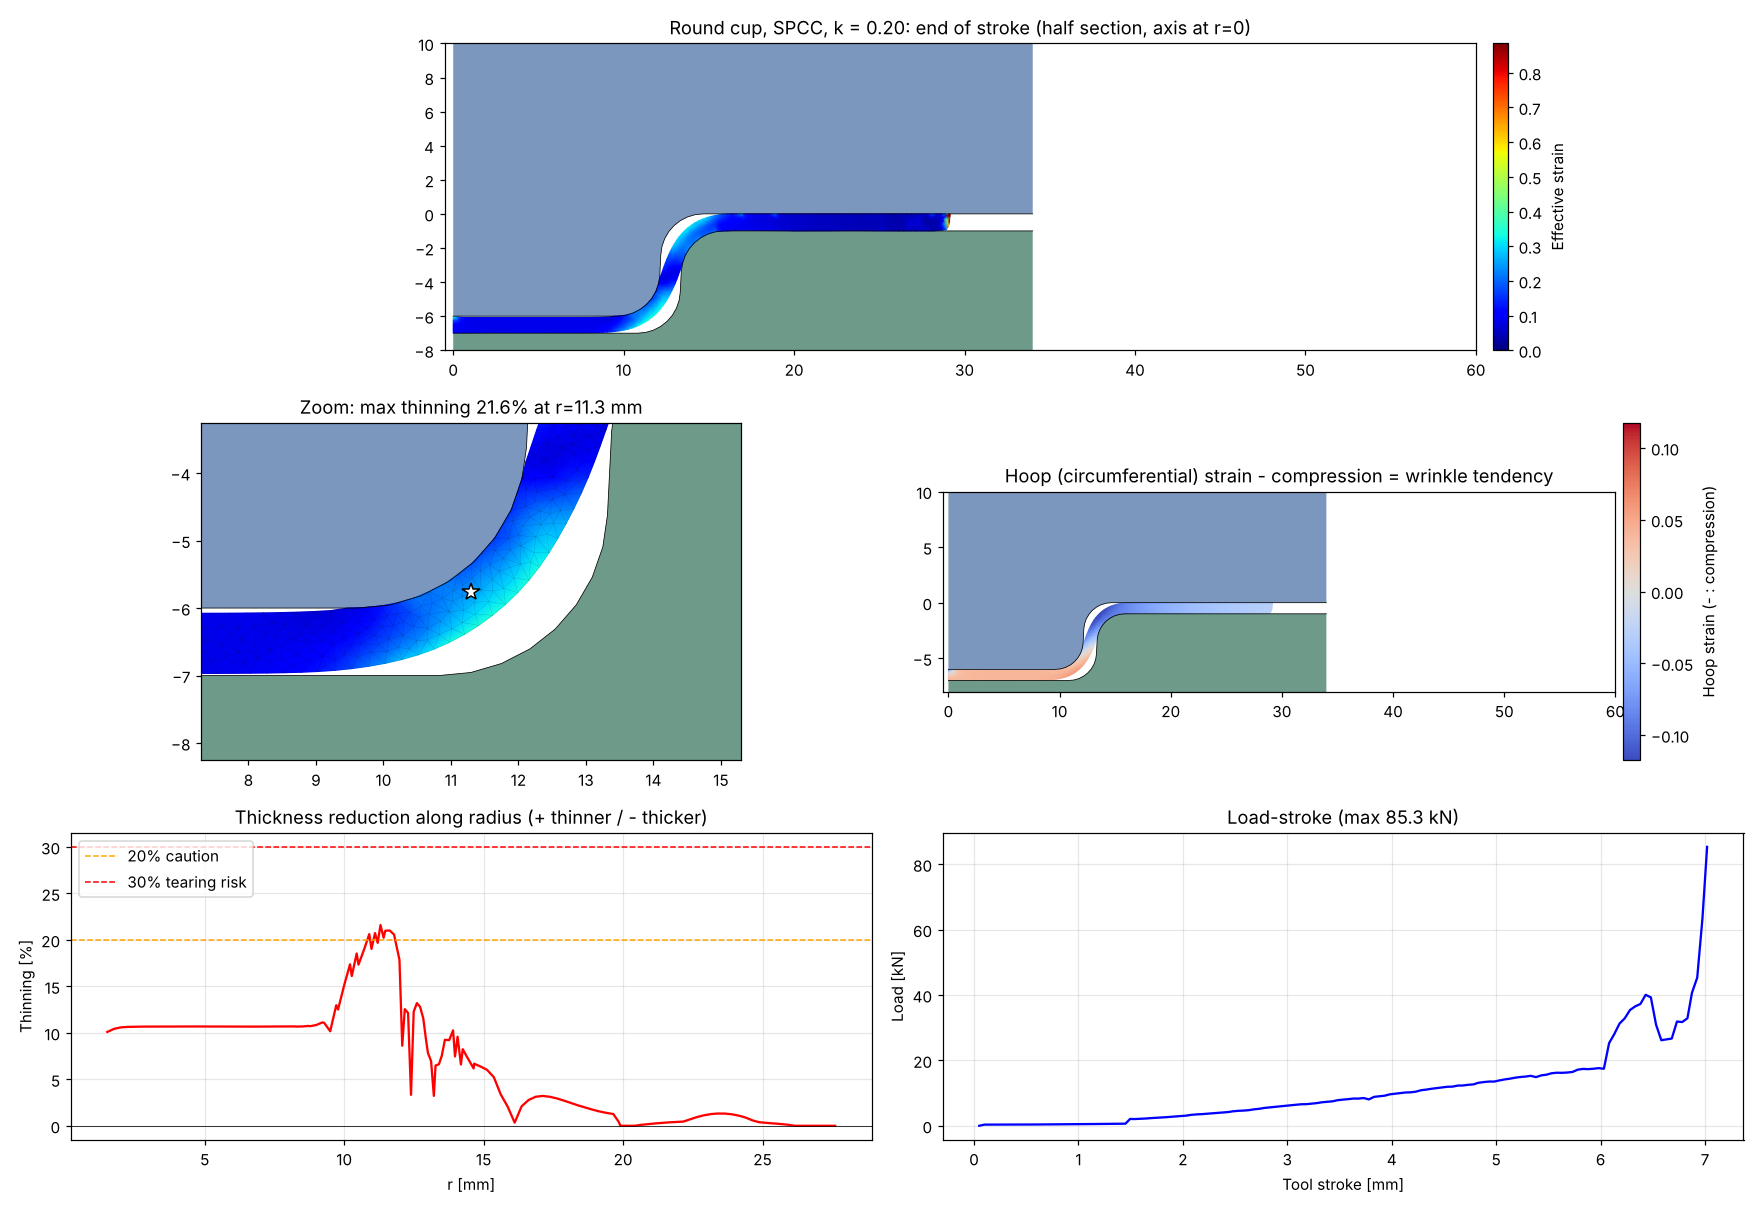 Round cup, SPCC, k = 0.20: end of stroke (half section, axis at r=0)
10
8
6
4
2
0
−2
−4
−6
−8
0 10 20 30 40 50 60
0.8
0.7
0.6
0.5
0.4
0.3
0.2
0.1
0.0
Effective strain
Zoom: max thinning 21.6% at r=11.3 mm
−4
−5
−6
−7
−8
8 9 10 11 12 13 14 15
Hoop (circumferential) strain - compression = wrinkle tendency
10
5
0
−5
0 10 20 30 40 50 60
0.10
0.05
0.00
−0.05
−0.10
Hoop strain (- : compression)
Thickness reduction along radius (+ thinner / - thicker)
20% caution
30% tearing risk
30
25
20
15
10
5
0
Thinning [%]
5 10 15 20 25
r [mm]
Load-stroke (max 85.3 kN)
80
60
40
20
0
Load [kN]
0 1 2 3 4 5 6 7
Tool stroke [mm]